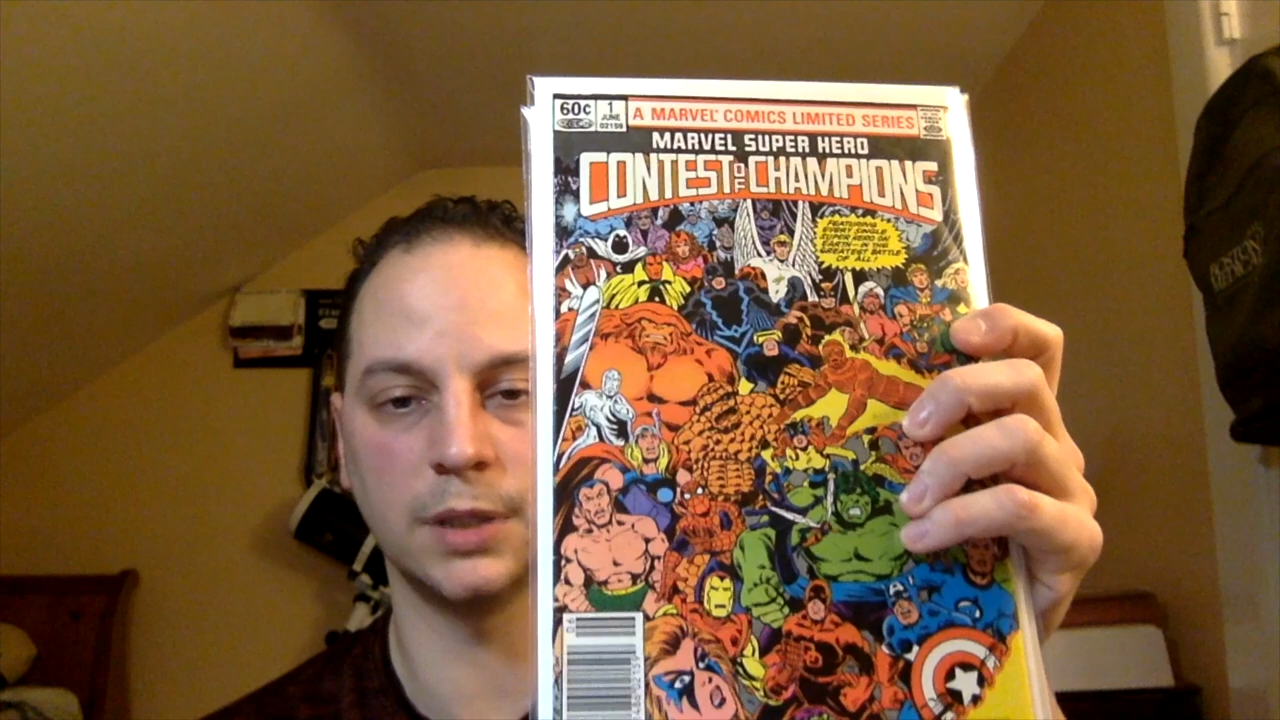 60¢
1
JUNE
02159
A MARVEL COMICS LIMITED SERIES
MARVEL SUPER HERO
CONTEST OF CHAMPIONS
FEATURING
EVERY SINGLE
SUPER HERO ON
EARTH—IN THE
GREATEST BATTLE
OF ALL!
A
06